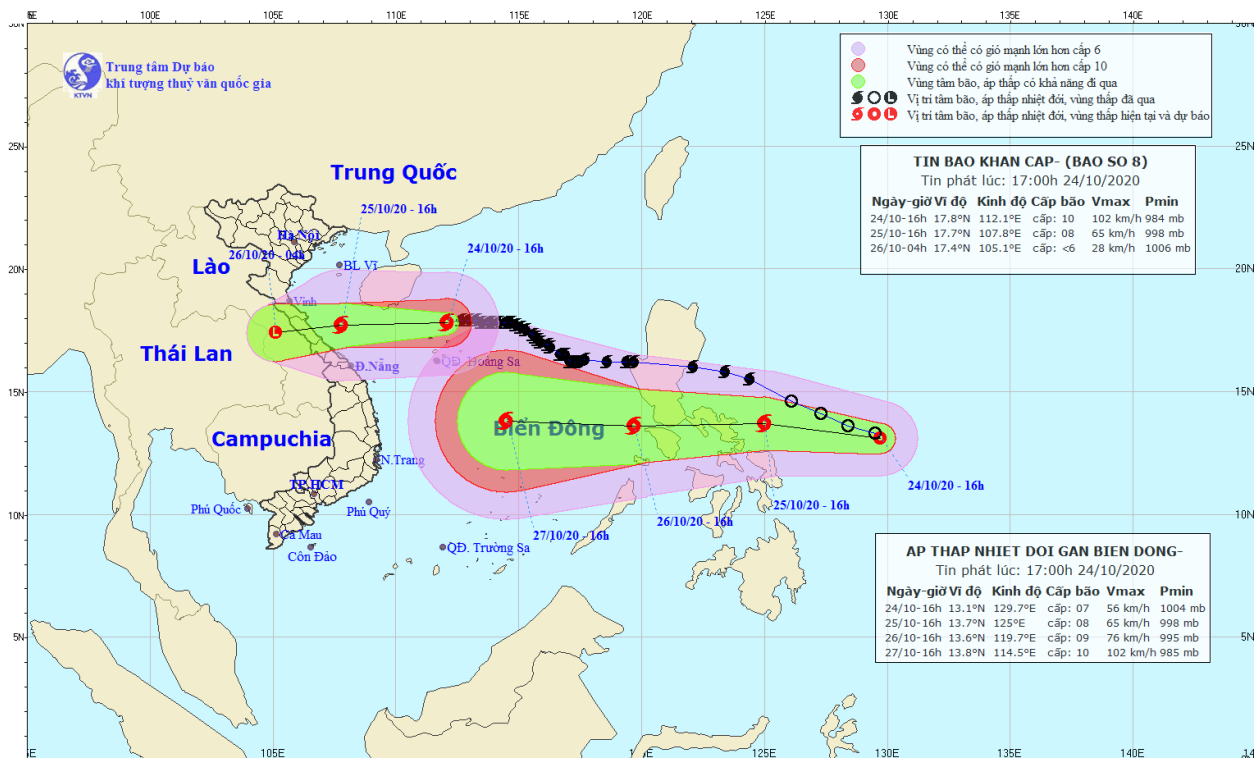 100E 105E 110E 115E 120E 125E 130E 135E 140E
Trung tâm Dự báo
khí tượng thuỷ văn quốc gia
KTVN
Vùng có thể có gió mạnh lớn hơn cấp 6
Vùng có thể có gió mạnh lớn hơn cấp 10
Vùng tâm bão, áp thấp có khả năng đi qua
Vị trí tâm bão, áp thấp nhiệt đới, vùng thấp đã qua
Vị trí tâm bão, áp thấp nhiệt đới, vùng thấp hiện tại và dự báo
25N 25N
TIN BAO KHAN CAP- (BAO SO 8)
Tin phát lúc: 17:00h 24/10/2020
Ngày-giờ Vĩ độ Kinh độ Cấp bão Vmax Pmin
24/10-16h 17.8°N 112.1°E cấp: 10 102 km/h 984 mb
25/10-16h 17.7°N 107.8°E cấp: 08 65 km/h 998 mb
26/10-04h 17.4°N 105.1°E cấp: <6 28 km/h 1006 mb
Trung Quốc
25/10/20 - 16h
Hà Nội
26/10/20 - 04h
24/10/20 - 16h
Lào
BL Vĩ
20N 20N
Vinh
L
Thái Lan
QĐ. Hoàng Sa
Đ.Nẵng
15N 15N
Biển Đông
Campuchia
N.Trang
TP.HCM
24/10/20 - 16h
Phú Quốc
Phú Quý
25/10/20 - 16h
10N 10N
26/10/20 - 16h
Cà Mau
27/10/20 - 16h
Côn Đảo
QĐ. Trường Sa
AP THAP NHIET DOI GAN BIEN DONG-
Tin phát lúc: 17:00h 24/10/2020
Ngày-giờ Vĩ độ Kinh độ Cấp bão Vmax Pmin
24/10-16h 13.1°N 129.7°E cấp: 07 56 km/h 1004 mb
25/10-16h 13.7°N 125°E cấp: 08 65 km/h 998 mb
26/10-16h 13.6°N 119.7°E cấp: 09 76 km/h 995 mb
27/10-16h 13.8°N 114.5°E cấp: 10 102 km/h 985 mb
5N 5N
100E 105E 110E 115E 120E 125E 130E 135E 140E